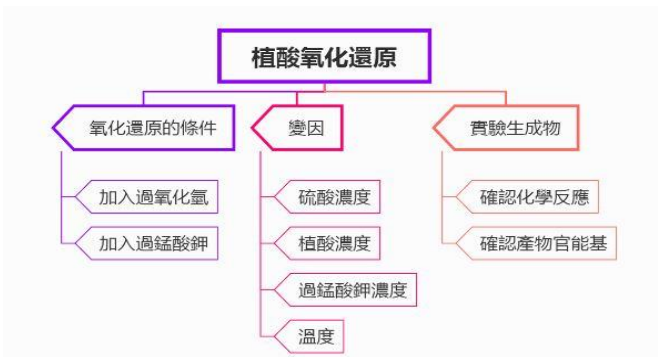 植酸氧化還原
氧化還原的條件
加入過氧化氫
加入過錳酸鉀
變因
硫酸濃度
植酸濃度
過錳酸鉀濃度
溫度
實驗生成物
確認化學反應
確認產物官能基